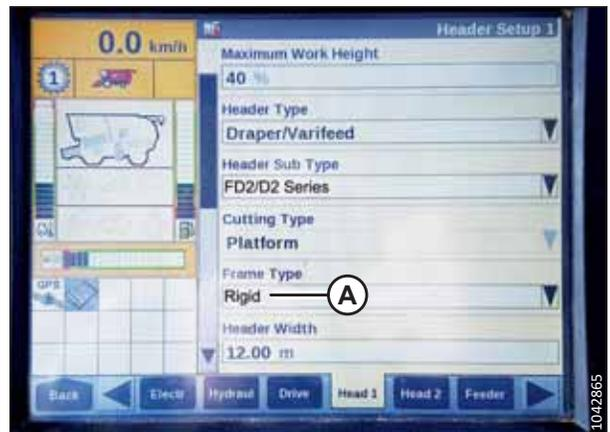 0.0 km/h
Header Setup 1
1
Maximum Work Height
40 %
Header Type
Draper/Varifeed
Header Sub Type
FD2/D2 Series
Cutting Type
Platform
Frame Type
Rigid
A
Header Width
12.00 m
GPS
Back
Electr
Hydraul
Drive
Head 1
Head 2
Feeder
1042865